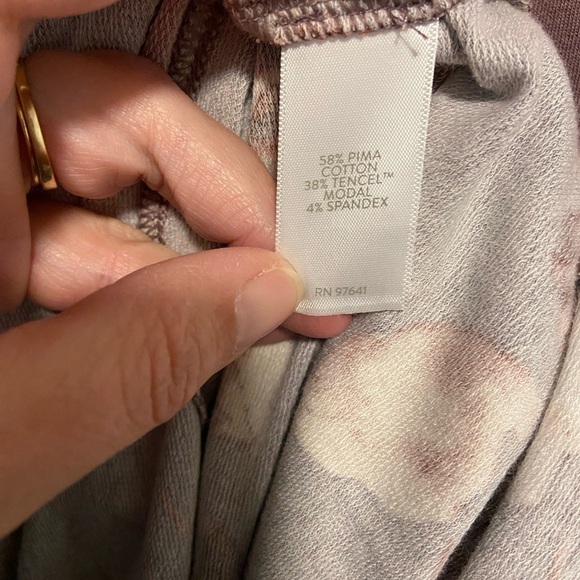 58% PIMA
COTTON
38% TENCEL™
MODAL
4% SPANDEX
RN 97641